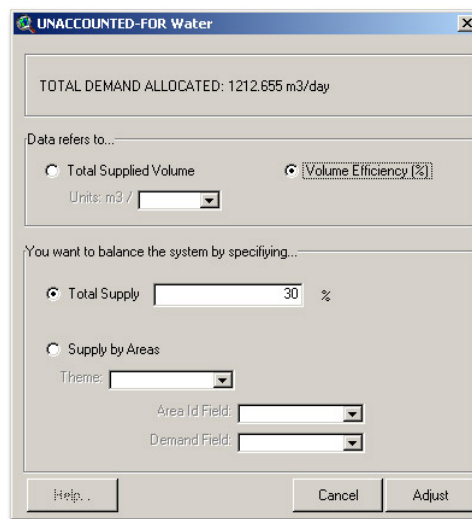 UNACCOUNTED-FOR Water
TOTAL DEMAND ALLOCATED: 1212.655 m3/day
Data refers to...
Total Supplied Volume Volume Efficiency (%)
Units: m3 /
You want to balance the system by specifiying...
Total Supply 30 %
Supply by Areas
Theme:
Area Id Field:
Demand Field:
Help. . Cancel Adjust